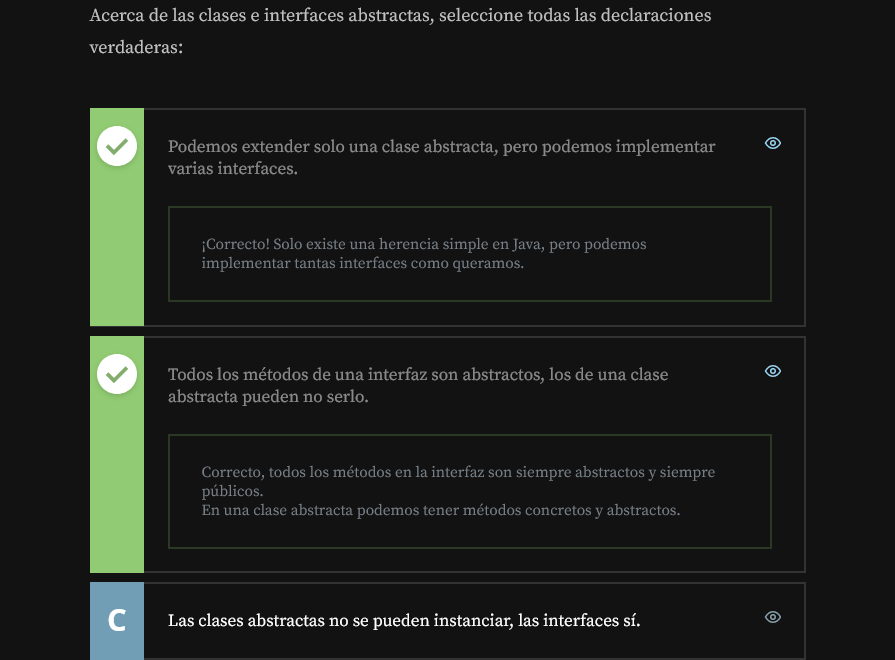 Acerca de las clases e interfaces abstractas, seleccione todas las declaraciones
verdaderas:
Podemos extender solo una clase abstracta, pero podemos implementar
varias interfaces.
¡Correcto! Solo existe una herencia simple en Java, pero podemos
implementar tantas interfaces como queramos.
Todos los métodos de una interfaz son abstractos, los de una clase
abstracta pueden no serlo.
Correcto, todos los métodos en la interfaz son siempre abstractos y siempre
públicos.
En una clase abstracta podemos tener métodos concretos y abstractos.
C
Las clases abstractas no se pueden instanciar, las interfaces sí.